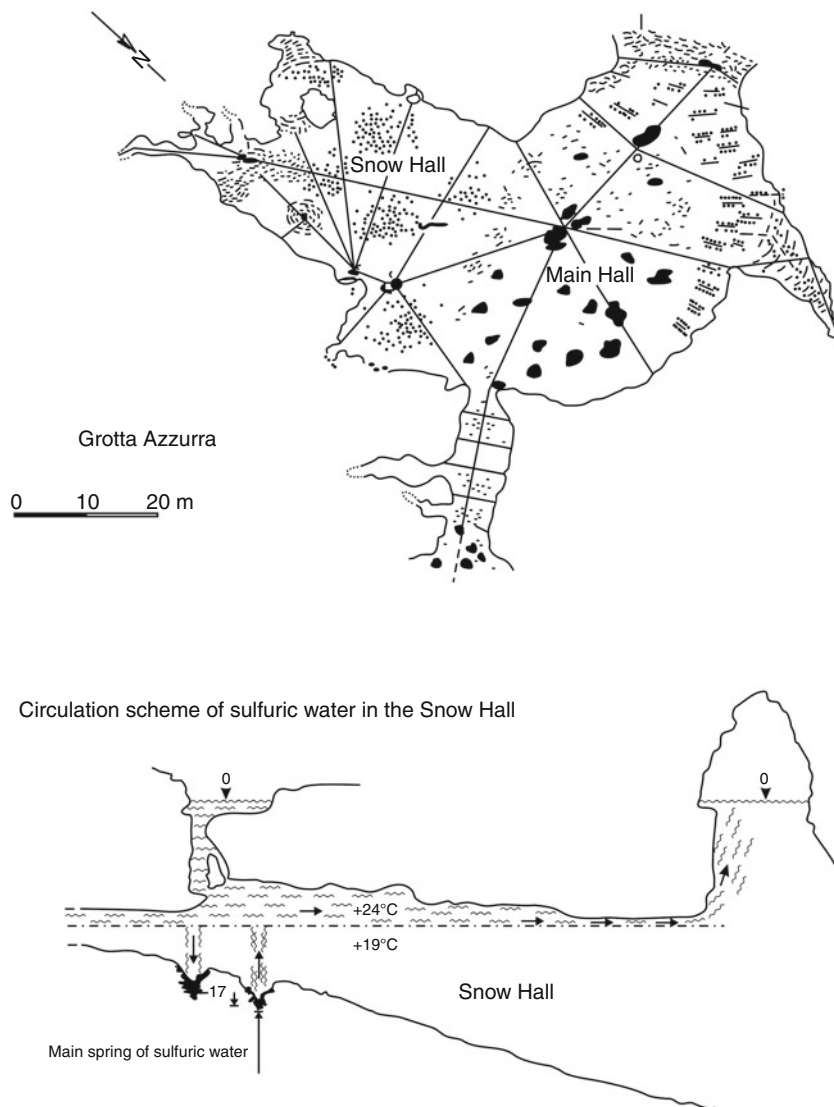 N
Snow Hall
Main Hall
Grotta Azzurra
0 10 20 m
Circulation scheme of sulfuric water in the Snow Hall
0 0
+24°C
+19°C
-17
Snow Hall
Main spring of sulfuric water